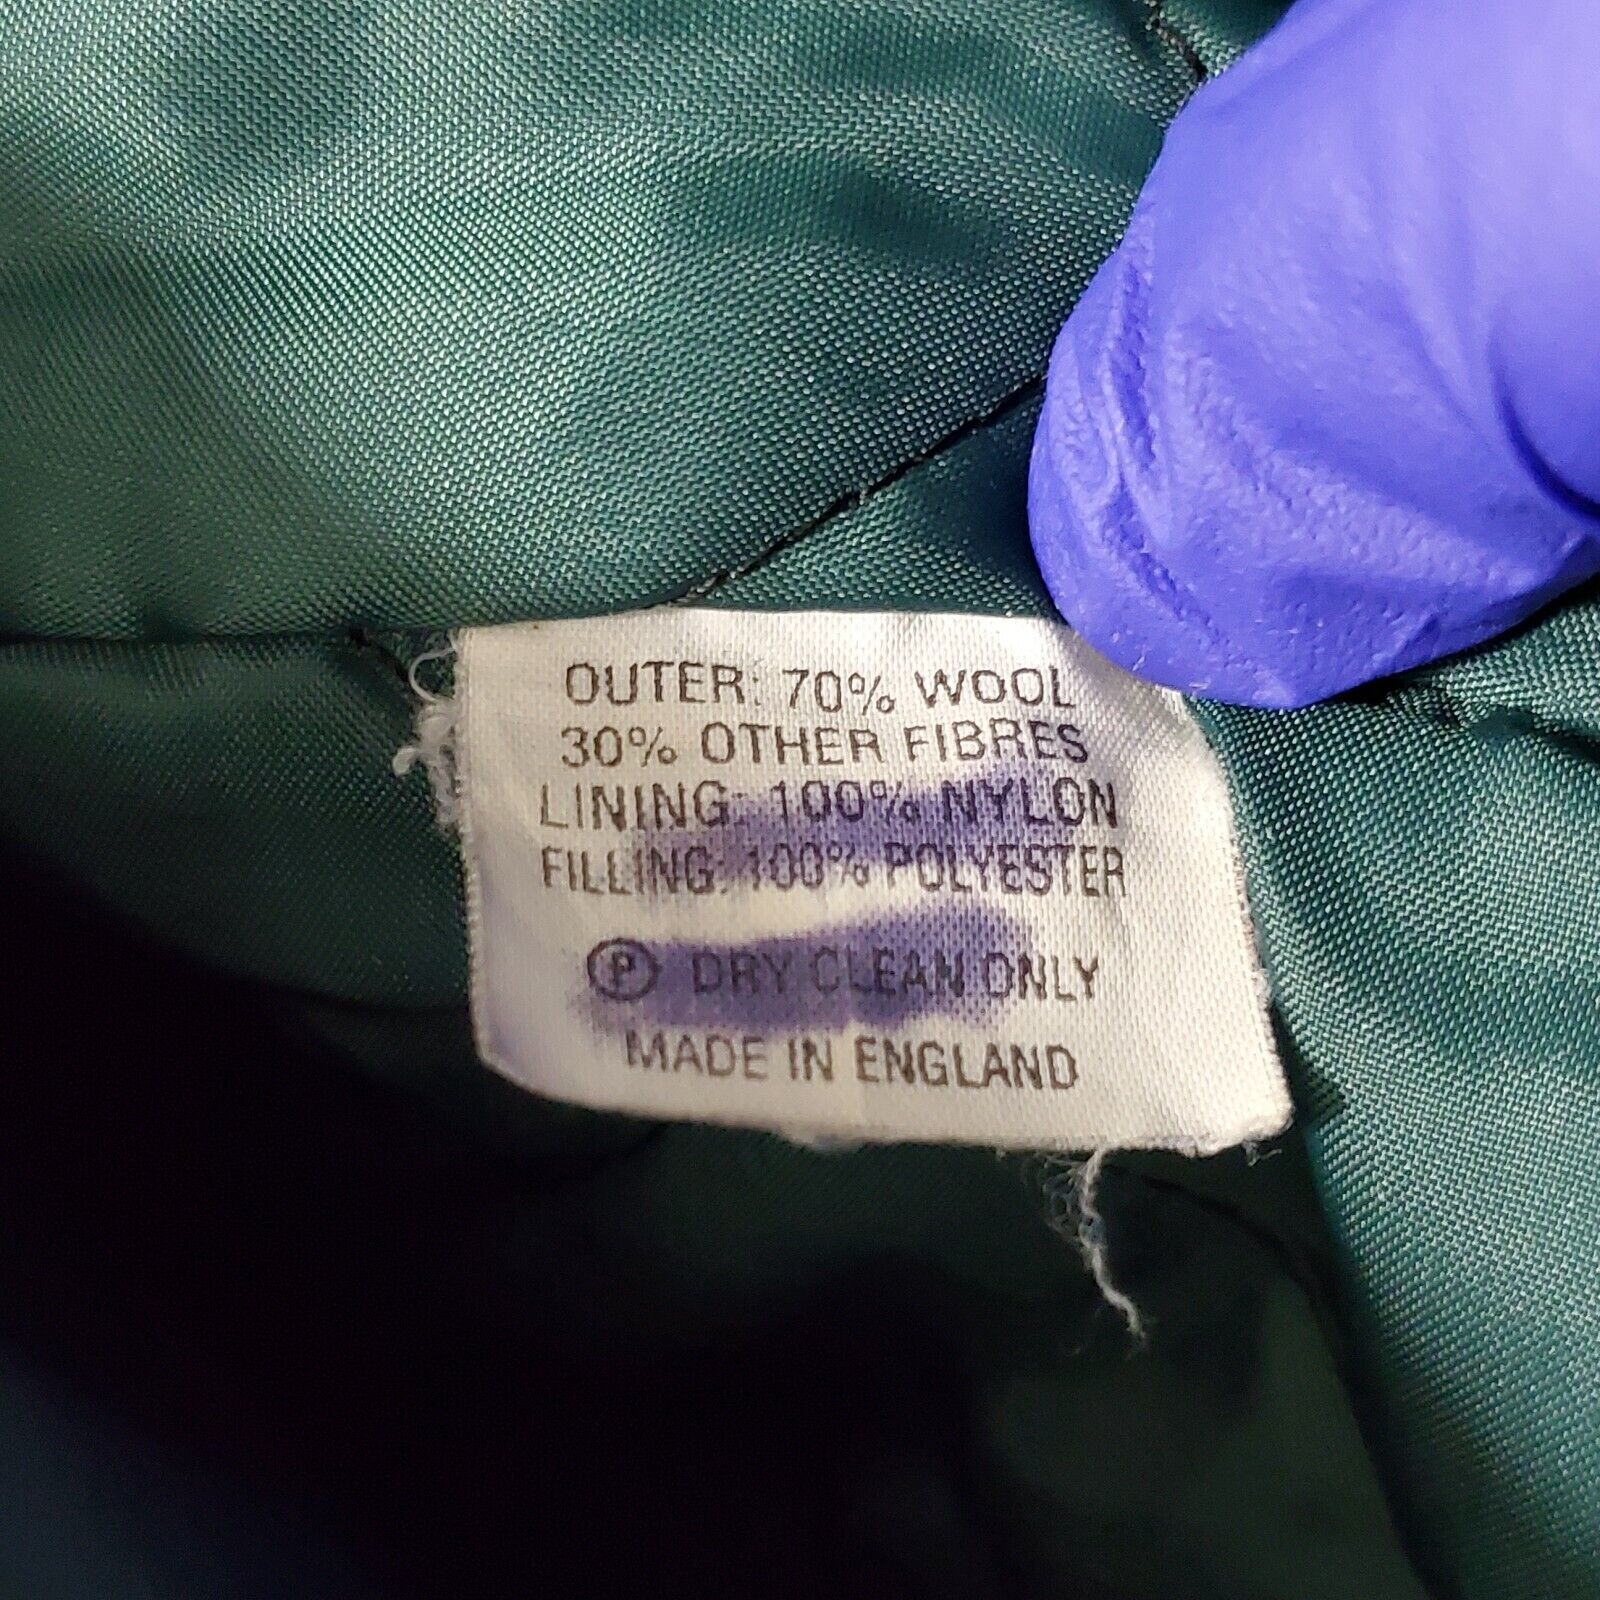 OUTER: 70% WOOL
30% OTHER FIBRES
LINING: 100% NYLON
FILLING: 100% POLYESTER
Ⓟ DRY CLEAN ONLY
MADE IN ENGLAND